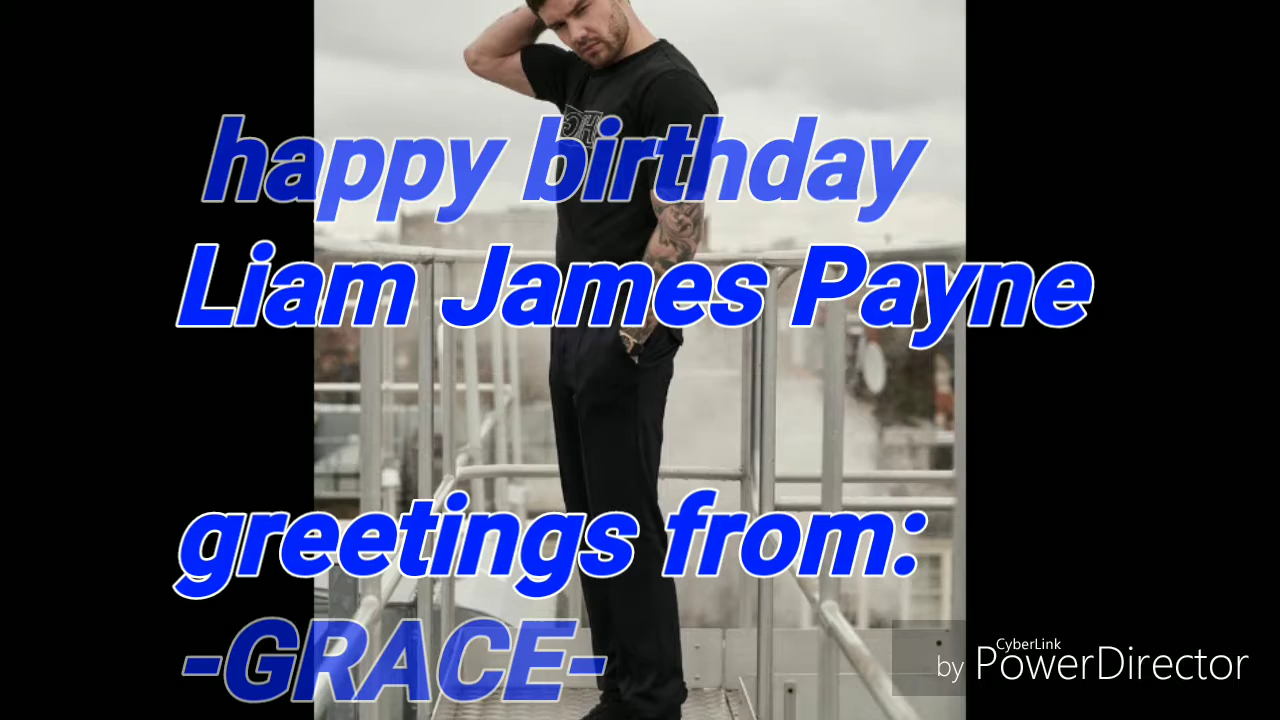 happy birthday
Liam James Payne
greetings from:
-GRACE-
CyberLink
by PowerDirector